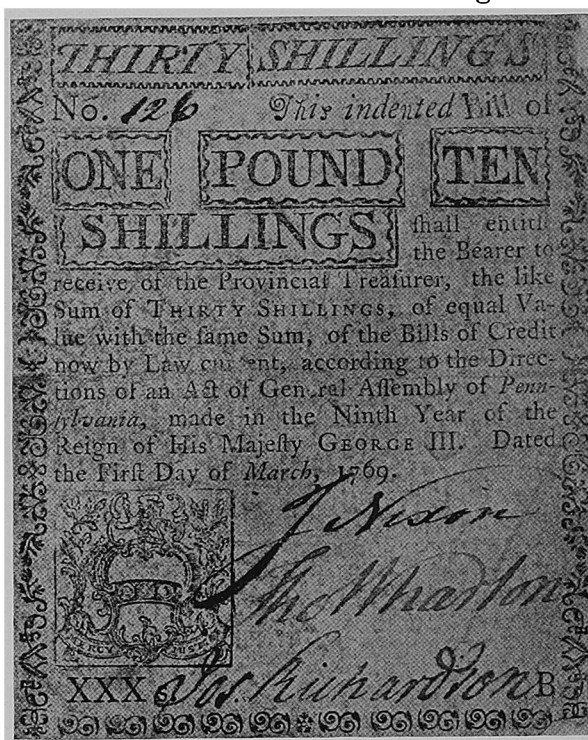 THIRTY SHILLINGS
No. 126 This indented Bill of
ONE POUND TEN
SHILLINGS ſhall entitle
the Bearer to
receive of the Provincial Treaſurer, the like
Sum of THIRTY SHILLINGS, of equal Va-
lue with the ſame Sum, of the Bills of Credit
now by Law current, according to the Direc-
tions of an Act of General Aſſembly of Penn-
ſylvania, made in the Ninth Year of the
Reign of His Majeſty GEORGE III. Dated
the Firſt Day of March, 1769.
J Nixon
Tho Wharton
MERCY JUSTICE
XXXs Jos. Richardson B